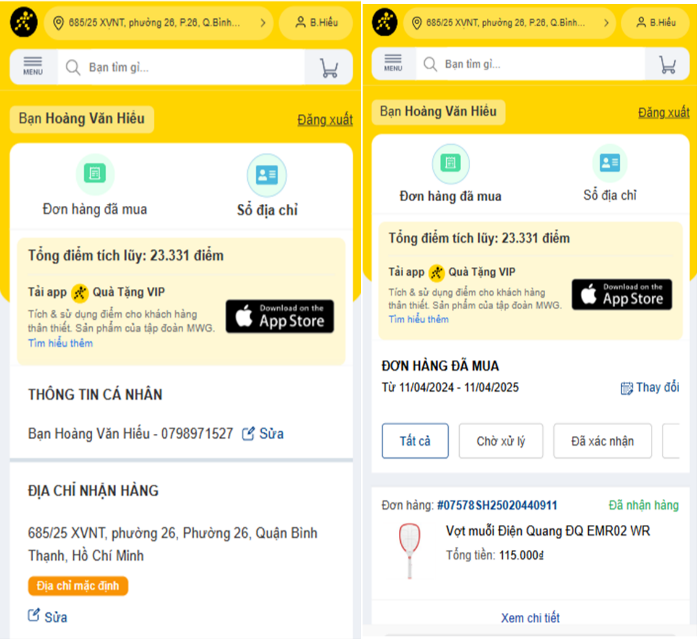 685/25 XVNT, phường 26, P.26, Q.Bình...
B.Hiếu
MENU
Bạn tìm gì...
Bạn Hoàng Văn Hiếu
Đăng xuất
Đơn hàng đã mua
Sổ địa chỉ
Tổng điểm tích lũy: 23.331 điểm
Tải app Quà Tặng VIP
Tích & sử dụng điểm cho khách hàng
thân thiết. Sản phẩm của tập đoàn MWG.
Tìm hiểu thêm
Download on the
App Store
THÔNG TIN CÁ NHÂN
Bạn Hoàng Văn Hiếu - 0798971527 Sửa
ĐỊA CHỈ NHẬN HÀNG
685/25 XVNT, phường 26, Phường 26, Quận Bình
Thạnh, Hồ Chí Minh
Địa chỉ mặc định
Sửa
685/25 XVNT, phường 26, P.26, Q.Bình...
B.Hiếu
MENU
Bạn tìm gì...
Bạn Hoàng Văn Hiếu
Đăng xuất
Đơn hàng đã mua
Sổ địa chỉ
Tổng điểm tích lũy: 23.331 điểm
Tải app Quà Tặng VIP
Tích & sử dụng điểm cho khách hàng
thân thiết. Sản phẩm của tập đoàn MWG.
Tìm hiểu thêm
Download on the
App Store
ĐƠN HÀNG ĐÃ MUA
Từ 11/04/2024 - 11/04/2025
Thay đổi
Tất cả
Chờ xử lý
Đã xác nhận
Đơn hàng: #07578SH25020440911
Đã nhận hàng
Vợt muỗi Điện Quang ĐQ EMR02 WR
Tổng tiền: 115.000₫
Xem chi tiết